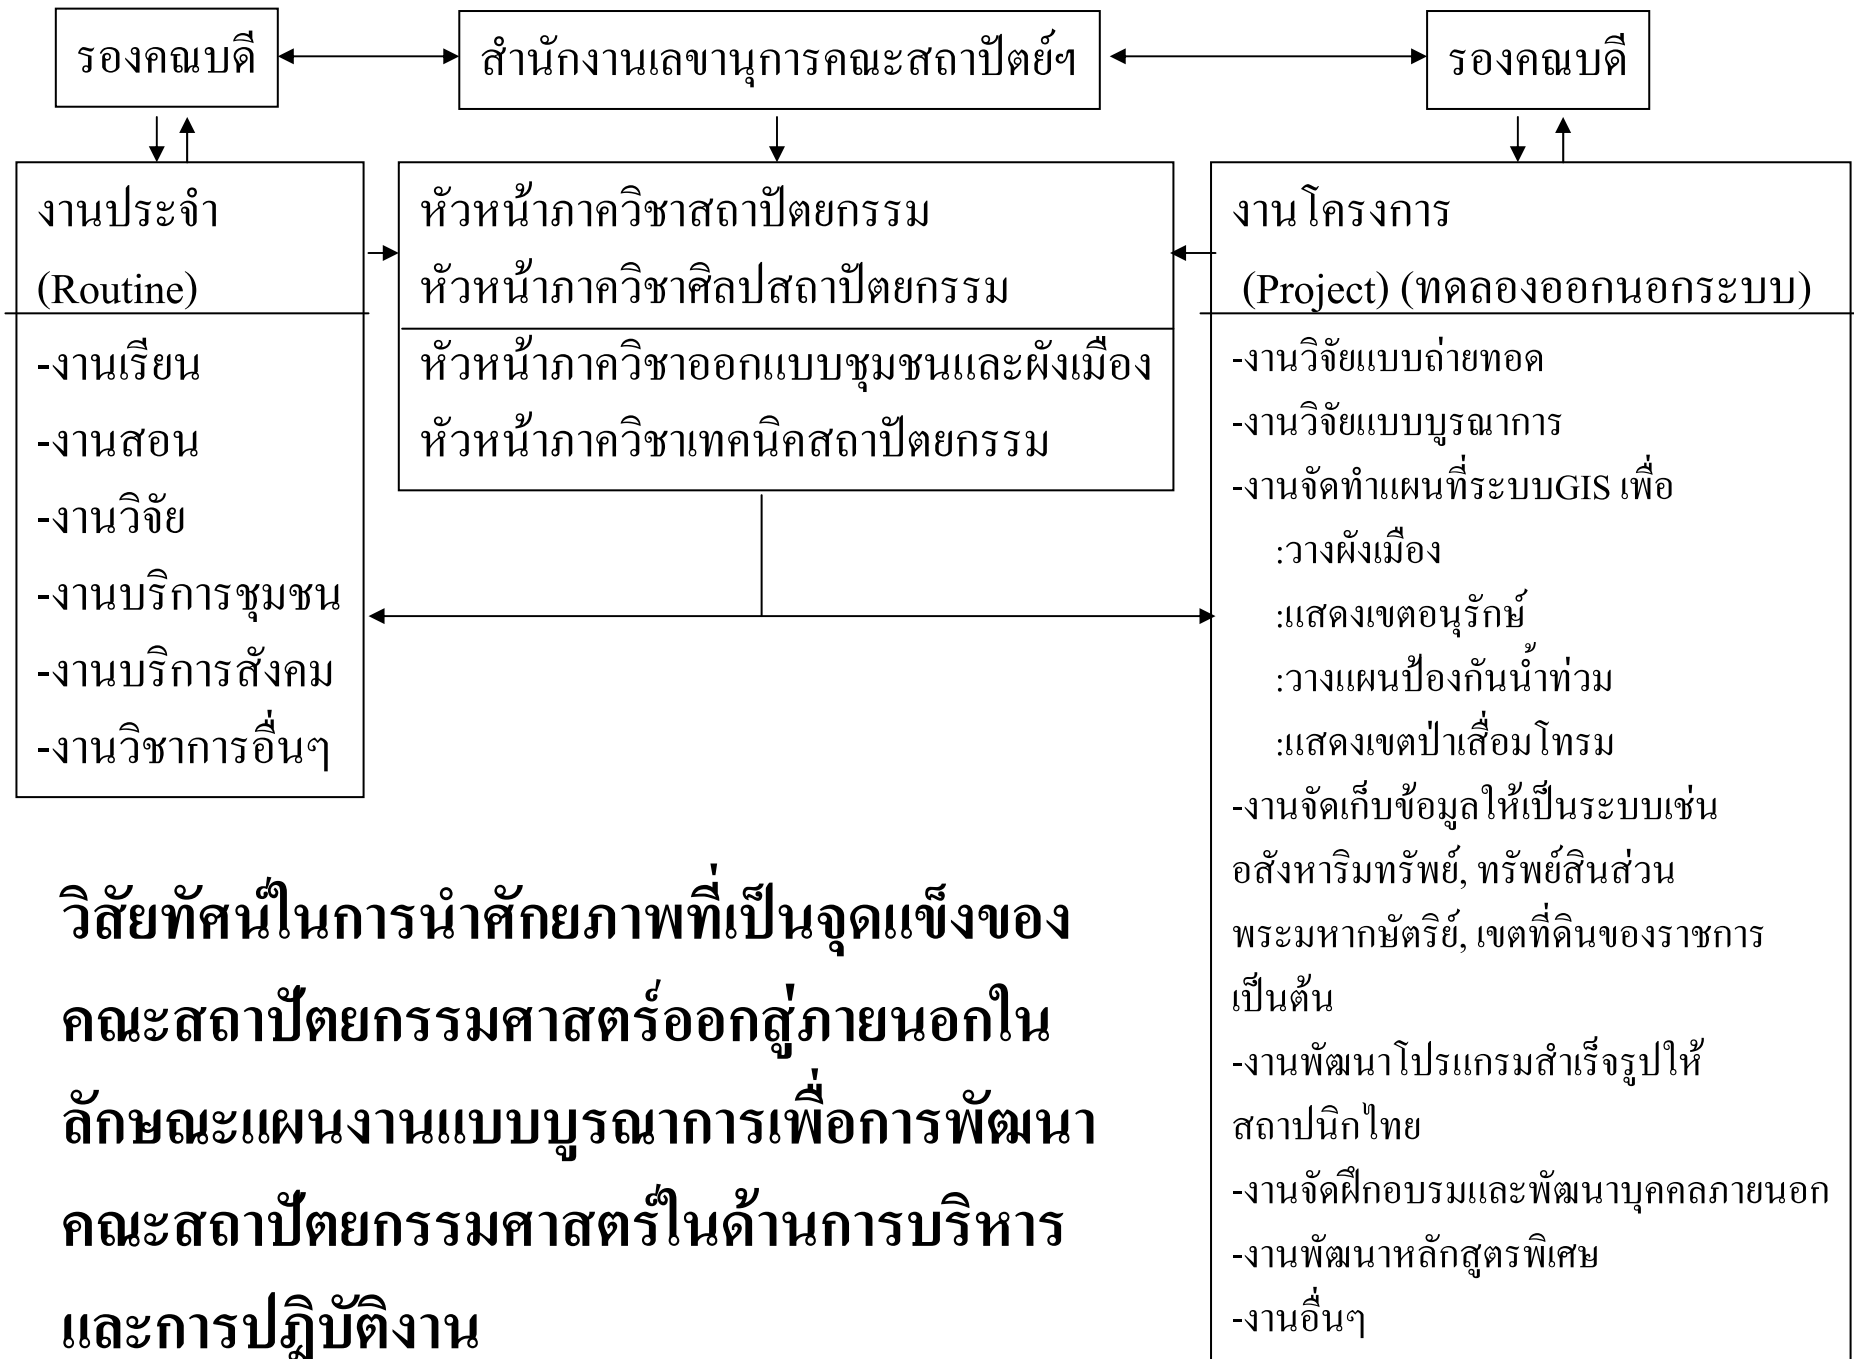 รองคณบดี
สำนักงานเลขานุการคณะสถาปัตย์ฯ
รองคณบดี
งานประจำ
(Routine)
-งานเรียน
-งานสอน
-งานวิจัย
-งานบริการชุมชน
-งานบริการสังคม
-งานวิชาการอื่นๆ
หัวหน้าภาควิชาสถาปัตยกรรม
หัวหน้าภาควิชาศิลปสถาปัตยกรรม
หัวหน้าภาควิชาออกแบบชุมชนและผังเมือง
หัวหน้าภาควิชาเทคนิคสถาปัตยกรรม
งานโครงการ
(Project) (ทดลองออกนอกระบบ)
-งานวิจัยแบบถ่ายทอด
-งานวิจัยแบบบูรณาการ
-งานจัดทำแผนที่ระบบGIS เพื่อ
:วางผังเมือง
:แสดงเขตอนุรักษ์
:วางแผนป้องกันน้ำท่วม
:แสดงเขตป่าเสื่อมโทรม
-งานจัดเก็บข้อมูลให้เป็นระบบเช่น
อสังหาริมทรัพย์, ทรัพย์สินส่วน
พระมหากษัตริย์, เขตที่ดินของราชการ
เป็นต้น
-งานพัฒนาโปรแกรมสำเร็จรูปให้
สถาปนิกไทย
-งานจัดฝึกอบรมและพัฒนาบุคคลภายนอก
-งานพัฒนาหลักสูตรพิเศษ
-งานอื่นๆ
วิสัยทัศน์ในการนำศักยภาพที่เป็นจุดแข็งของ
คณะสถาปัตยกรรมศาสตร์ออกสู่ภายนอกใน
ลักษณะแผนงานแบบบูรณาการเพื่อการพัฒนา
คณะสถาปัตยกรรมศาสตร์ในด้านการบริหาร
และการปฎิบัติงาน